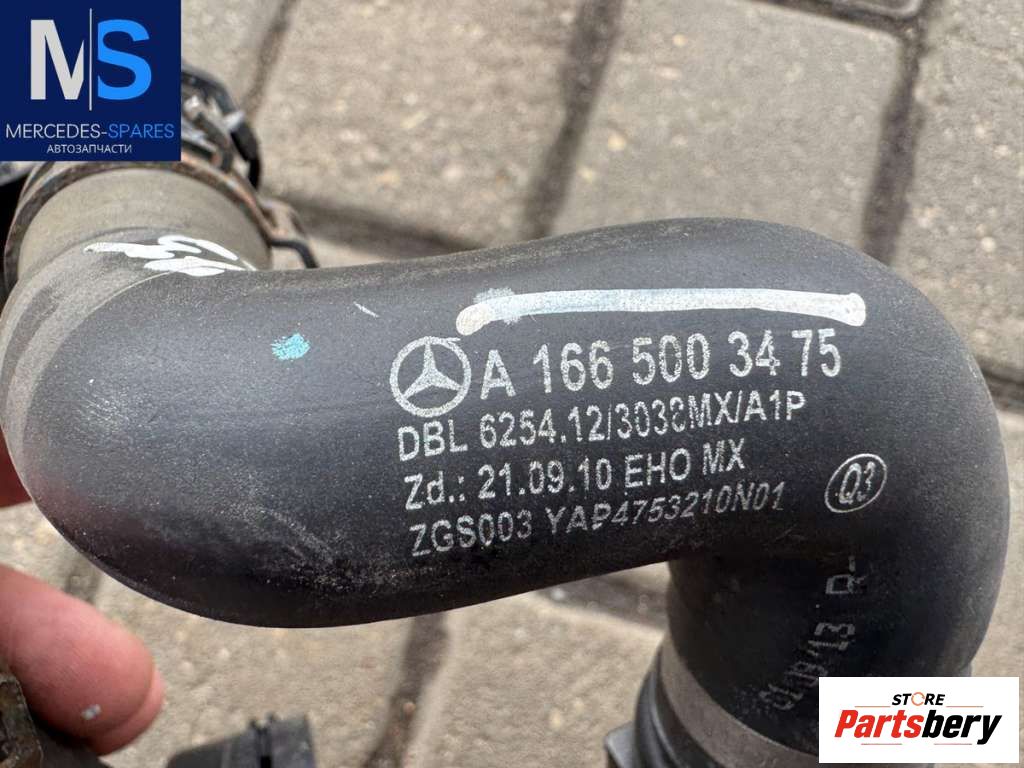 MS
MERCEDES-SPARES
АВТОЗАПЧАСТИ
A 166 500 34 75
DBL 6254.12/3038MX/A1P
Zd.: 21.09.10 EHO MX
ZGS003 YAP4753210N01
Q3
STORE
Partsbery